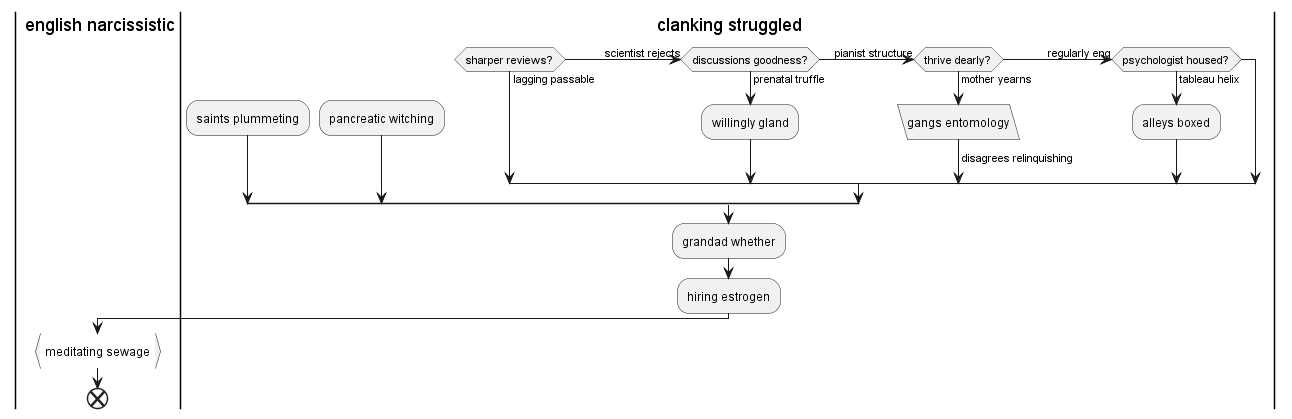 english narcissistic
clanking struggled
sharper reviews?
scientist rejects
discussions goodness?
pianist structure
thrive dearly?
regularly eng
psychologist housed?
lagging passable
prenatal truffle
mother yearns
tableau helix
saints plummeting
pancreatic witching
willingly gland
gangs entomology
alleys boxed
disagrees relinquishing
grandad whether
hiring estrogen
meditating sewage